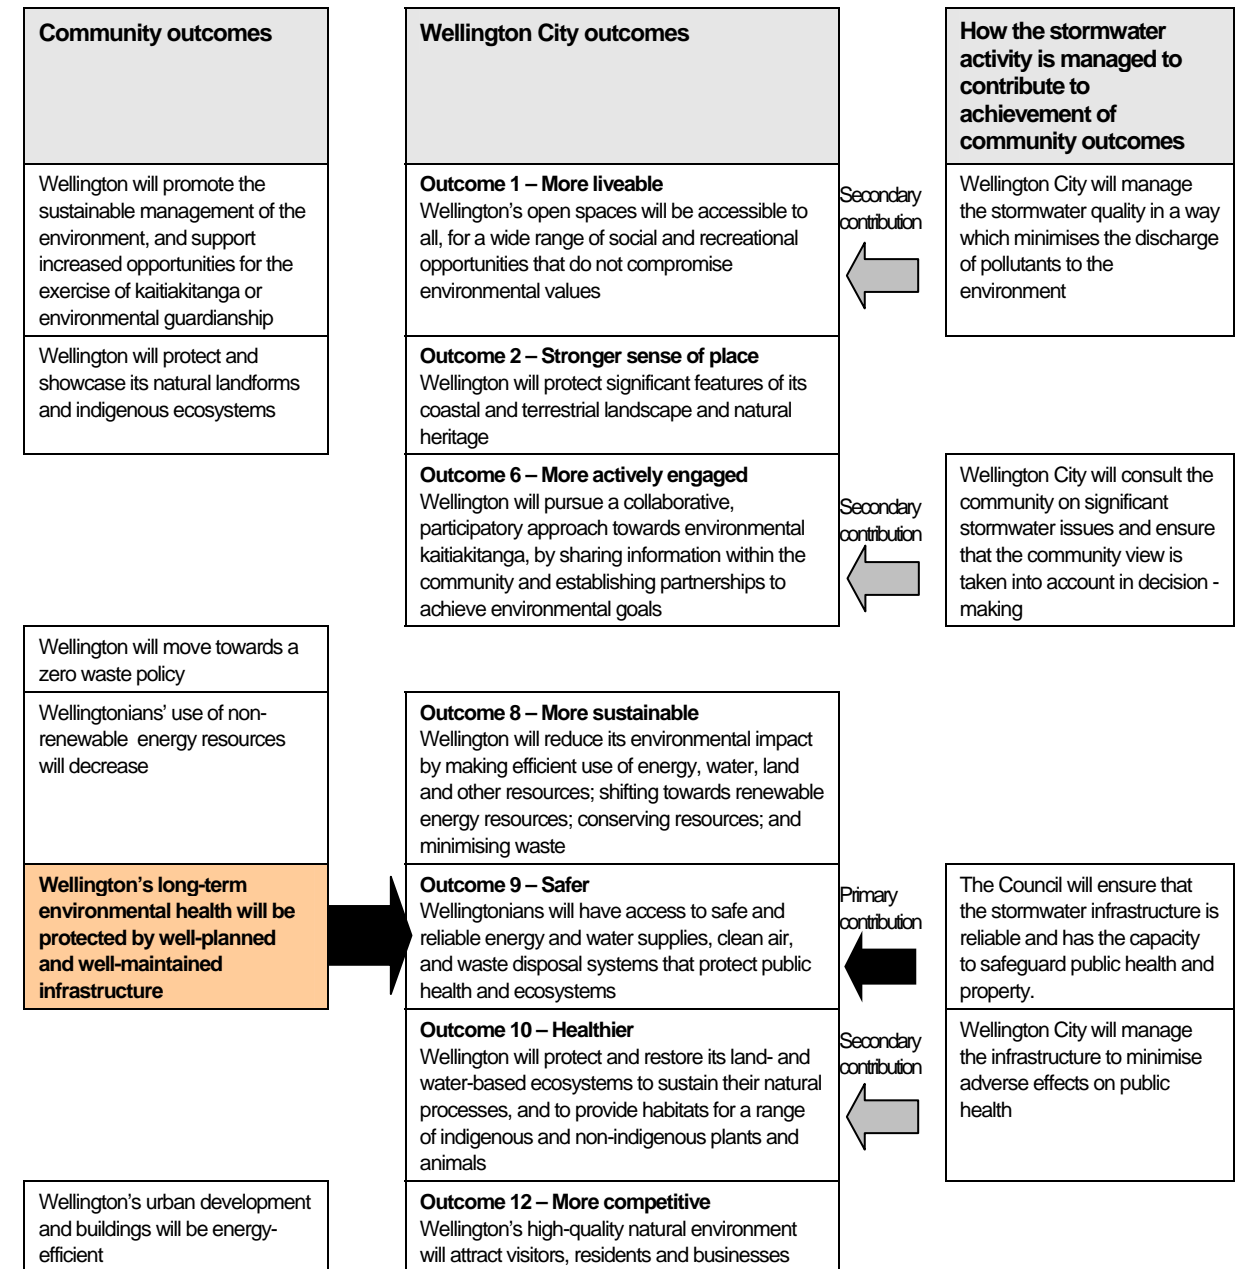 Community outcomes
Wellington City outcomes
How the stormwater
activity is managed to
contribute to
achievement of
community outcomes
Wellington will promote the
sustainable management of the
environment, and support
increased opportunities for the
exercise of kaitiakitanga or
environmental guardianship
Outcome 1 – More liveable
Wellington's open spaces will be accessible to
all, for a wide range of social and recreational
opportunities that do not compromise
environmental values
Secondary
contribution
Wellington City will manage
the stormwater quality in a way
which minimises the discharge
of pollutants to the
environment
Wellington will protect and
showcase its natural landforms
and indigenous ecosystems
Outcome 2 – Stronger sense of place
Wellington will protect significant features of its
coastal and terrestrial landscape and natural
heritage
Outcome 6 – More actively engaged
Wellington will pursue a collaborative,
participatory approach towards environmental
kaitiakitanga, by sharing information within the
community and establishing partnerships to
achieve environmental goals
Secondary
contribution
Wellington City will consult the
community on significant
stormwater issues and ensure
that the community view is
taken into account in decision -
making
Wellington will move towards a
zero waste policy
Wellingtonians' use of non-
renewable energy resources
will decrease
Outcome 8 – More sustainable
Wellington will reduce its environmental impact
by making efficient use of energy, water, land
and other resources; shifting towards renewable
energy resources; conserving resources; and
minimising waste
Wellington's long-term
environmental health will be
protected by well-planned
and well-maintained
infrastructure
Outcome 9 – Safer
Wellingtonians will have access to safe and
reliable energy and water supplies, clean air,
and waste disposal systems that protect public
health and ecosystems
Primary
contribution
The Council will ensure that
the stormwater infrastructure is
reliable and has the capacity
to safeguard public health and
property.
Outcome 10 – Healthier
Wellington will protect and restore its land- and
water-based ecosystems to sustain their natural
processes, and to provide habitats for a range
of indigenous and non-indigenous plants and
animals
Secondary
contribution
Wellington City will manage
the infrastructure to minimise
adverse effects on public
health
Wellington's urban development
and buildings will be energy-
efficient
Outcome 12 – More competitive
Wellington's high-quality natural environment
will attract visitors, residents and businesses